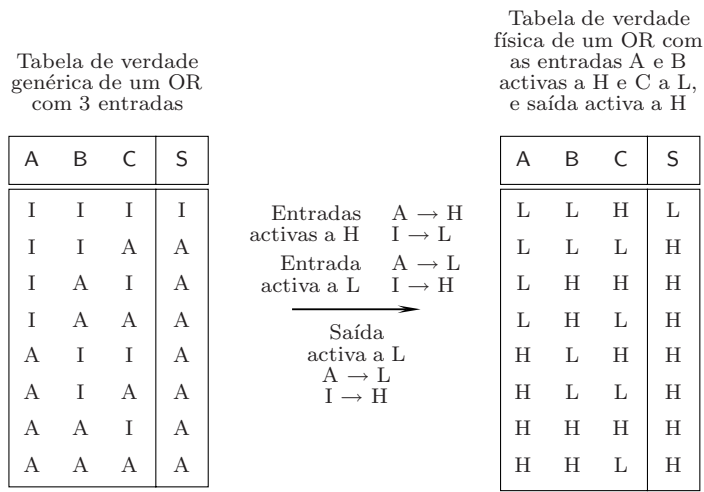 Tabela de verdade
genérica de um OR
com 3 entradas
A B C S
I I I I
I I A A
I A I A
I A A A
A I I A
A I A A
A A I A
A A A A
Entradas A → H
activas a H I → L
Entrada A → L
activa a L I → H
Saída
activa a L
A → L
I → H
Tabela de verdade
física de um OR com
as entradas A e B
activas a H e C a L,
e saída activa a H
A B C S
L L H L
L L L H
L H H H
L H L H
H L H H
H L L H
H H H H
H H L H